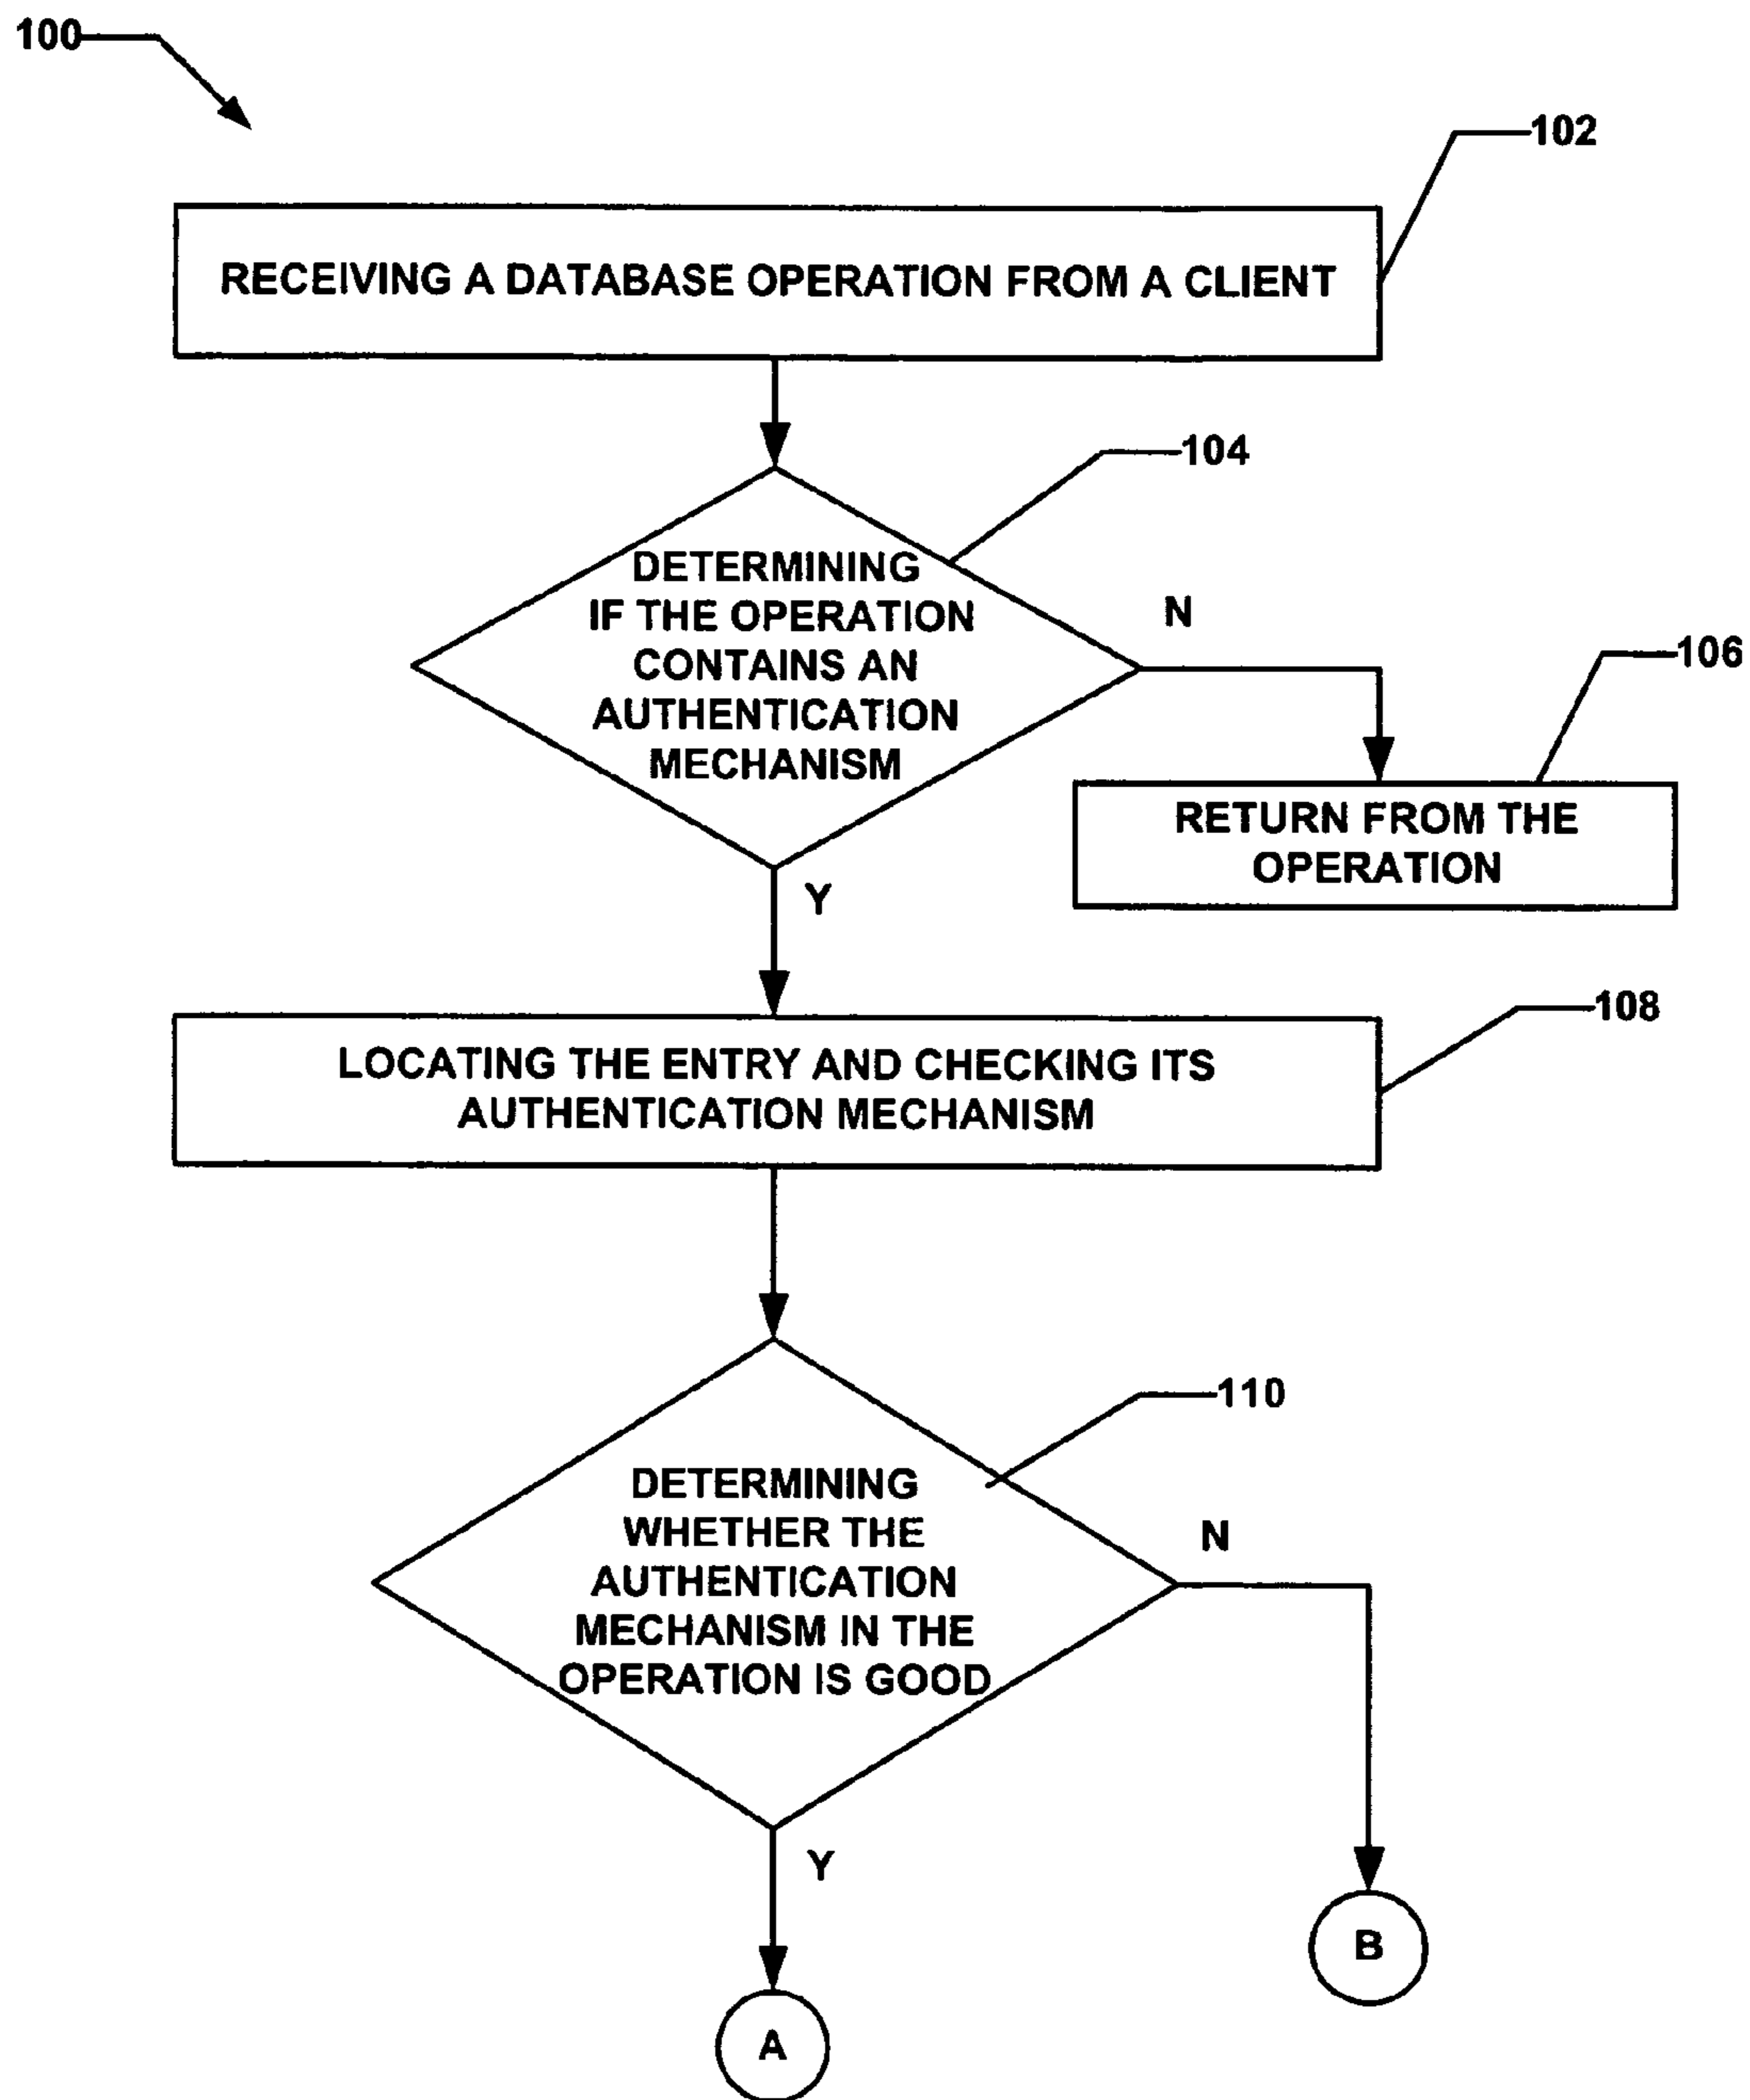 100
102
RECEIVING A DATABASE OPERATION FROM A CLIENT
104
DETERMINING
IF THE OPERATION
CONTAINS AN
AUTHENTICATION
MECHANISM
N
106
RETURN FROM THE
OPERATION
Y
108
LOCATING THE ENTRY AND CHECKING ITS
AUTHENTICATION MECHANISM
110
DETERMINING
WHETHER THE
AUTHENTICATION
MECHANISM IN THE
OPERATION IS GOOD
N
Y
B
A